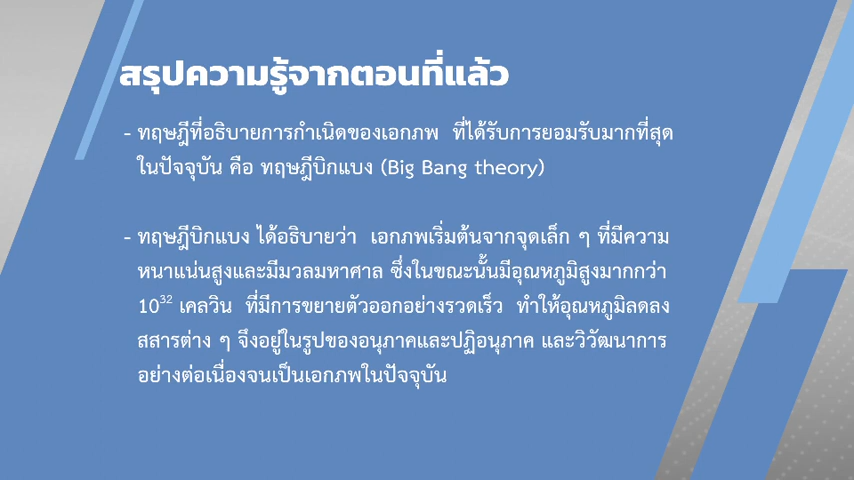 สรุปความรู้จากตอนที่แล้ว
- ทฤษฎีที่อธิบายการกำเนิดของเอกภพ ที่ได้รับการยอมรับมากที่สุด
ในปัจจุบัน คือ ทฤษฎีบิกแบง (Big Bang theory)
- ทฤษฎีบิกแบง ได้อธิบายว่า เอกภพเริ่มต้นจากจุดเล็ก ๆ ที่มีความ
หนาแน่นสูงและมีมวลมหาศาล ซึ่งในขณะนั้นมีอุณหภูมิสูงมากกว่า
10³² เคลวิน ที่มีการขยายตัวออกอย่างรวดเร็ว ทำให้อุณหภูมิลดลง
สสารต่าง ๆ จึงอยู่ในรูปของอนุภาคและปฏิอนุภาค และวิวัฒนาการ
อย่างต่อเนื่องจนเป็นเอกภพในปัจจุบัน